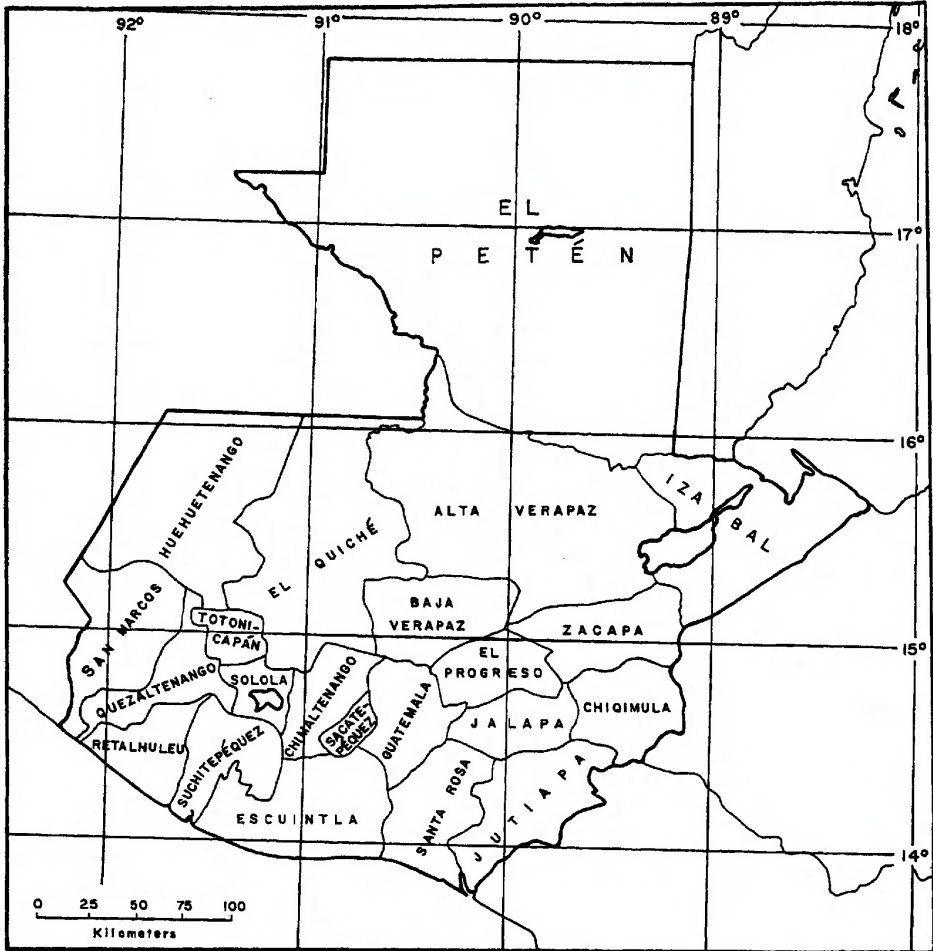 92°
91°
90°
89°
18°
EL
PETÉN
17°
16°
HUEHUETENANGO
IZA
BAL
ALTA VERAPAZ
EL QUICHÉ
SAN MARCOS
TOTONI-
CAPÁN
BAJA
VERAPAZ
ZACAPA
15°
QUEZALTENANGO
SOLOLA
CHIMALTENANGO
EL
PROGRESO
SACATE-
PÉQUEZ
GUATEMALA
JALAPA
CHIQIMULA
RETALHULEU
SUCHITEPÉQUEZ
ESCUINTLA
SANTA ROSA
JUTIAPA
14°
0 25 50 75 100
Kilometers